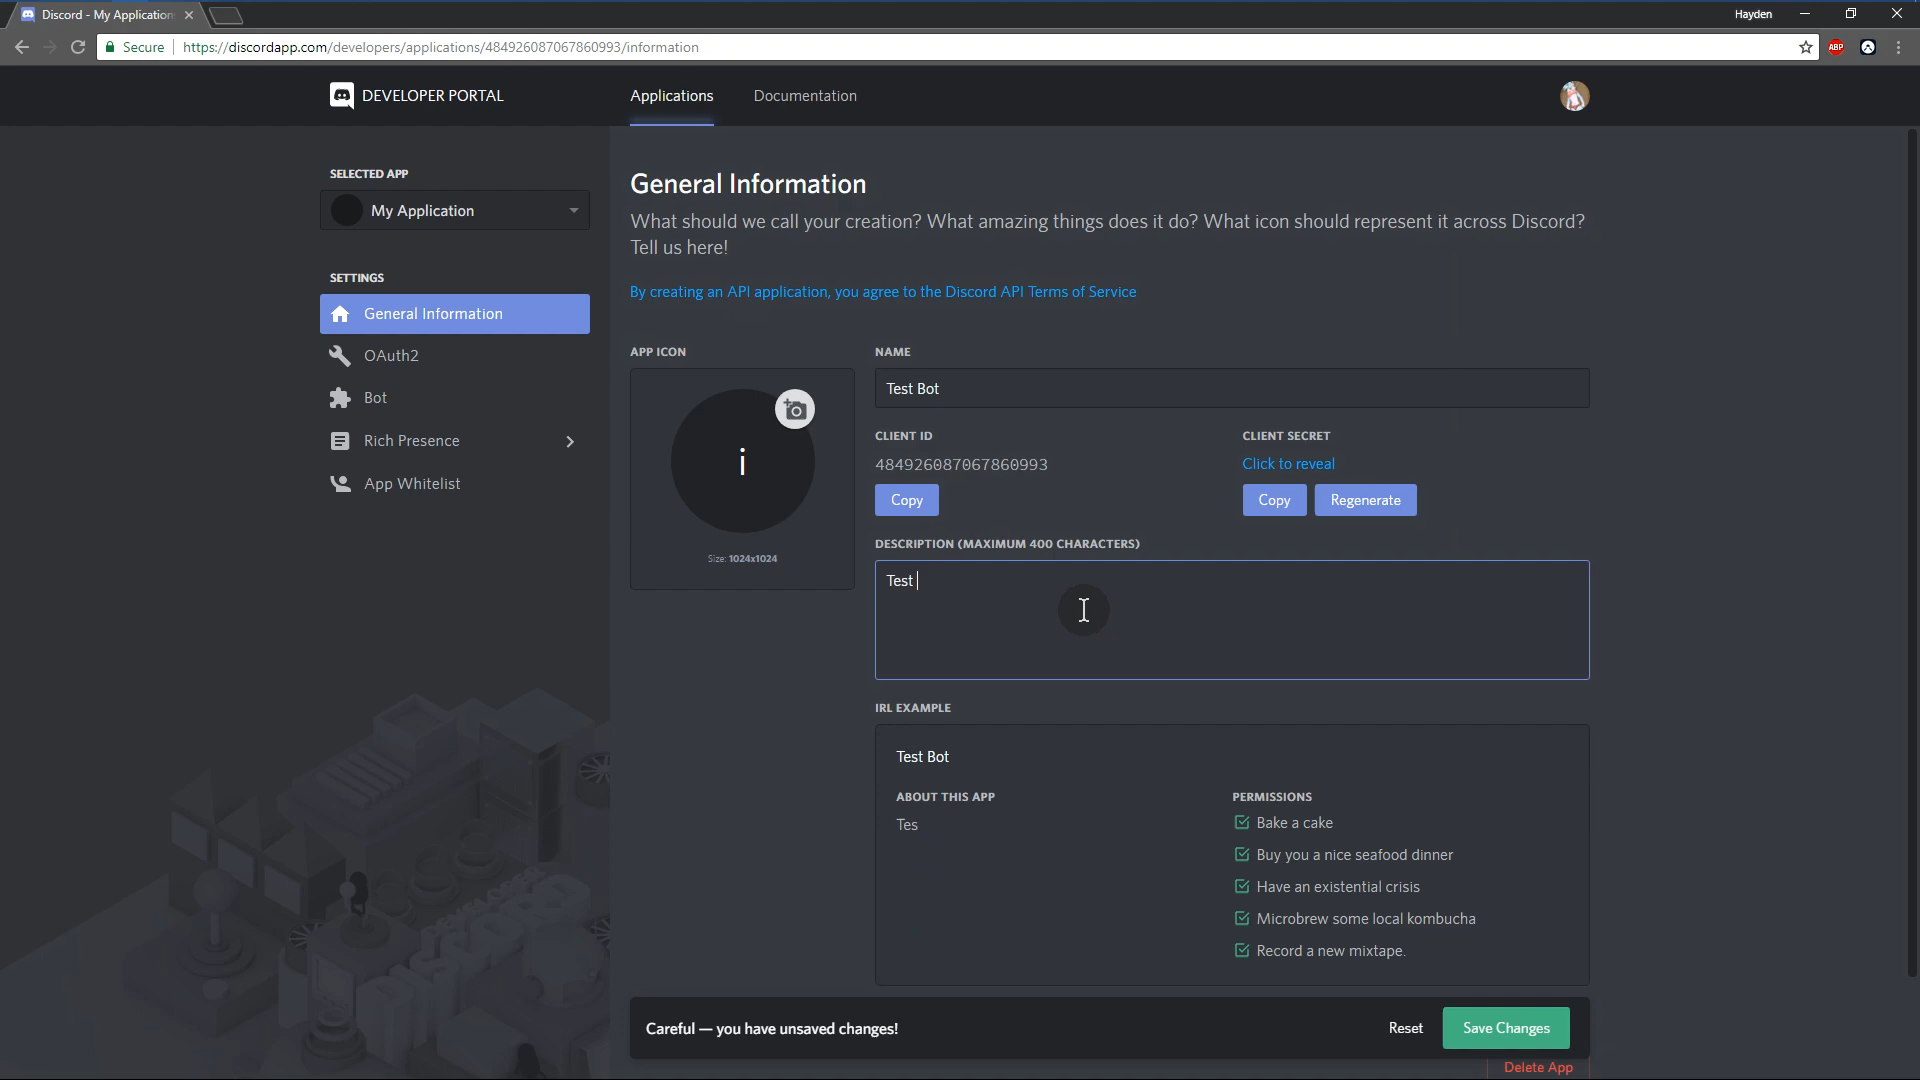 Discord - My Application
Hayden
Secure
https://discordapp.com/developers/applications/484926087067860993/information
ABP
DEVELOPER PORTAL
Applications
Documentation
SELECTED APP
My Application
SETTINGS
General Information
OAuth2
Bot
Rich Presence
App Whitelist
General Information
What should we call your creation? What amazing things does it do? What icon should represent it across Discord?
Tell us here!
By creating an API application, you agree to the Discord API Terms of Service
APP ICON
i
Size: 1024x1024
NAME
Test Bot
CLIENT ID
484926087067860993
Copy
CLIENT SECRET
Click to reveal
Copy
Regenerate
DESCRIPTION (MAXIMUM 400 CHARACTERS)
Test
IRL EXAMPLE
Test Bot
ABOUT THIS APP
Tes
PERMISSIONS
Bake a cake
Buy you a nice seafood dinner
Have an existential crisis
Microbrew some local kombucha
Record a new mixtape.
Careful — you have unsaved changes!
Reset
Save Changes
Delete App